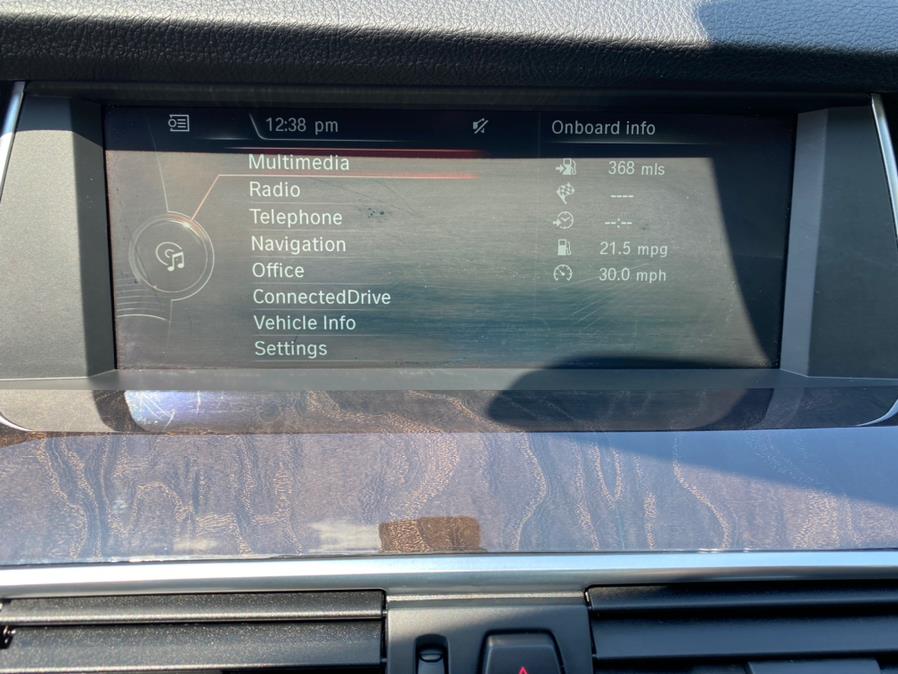 12:38 pm
Onboard info
Multimedia
Radio
Telephone
Navigation
Office
ConnectedDrive
Vehicle Info
Settings
368 mls
----
--:--
21.5 mpg
30.0 mph